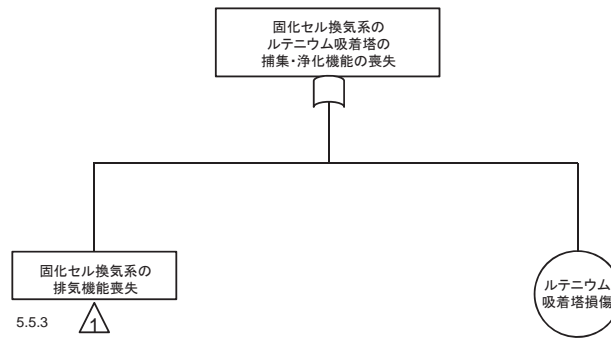 固化セル換気系の
ルテニウム吸着塔の
捕集・浄化機能の喪失
固化セル換気系の
排気機能喪失
ルテニウム
吸着塔損傷
5.5.3
1